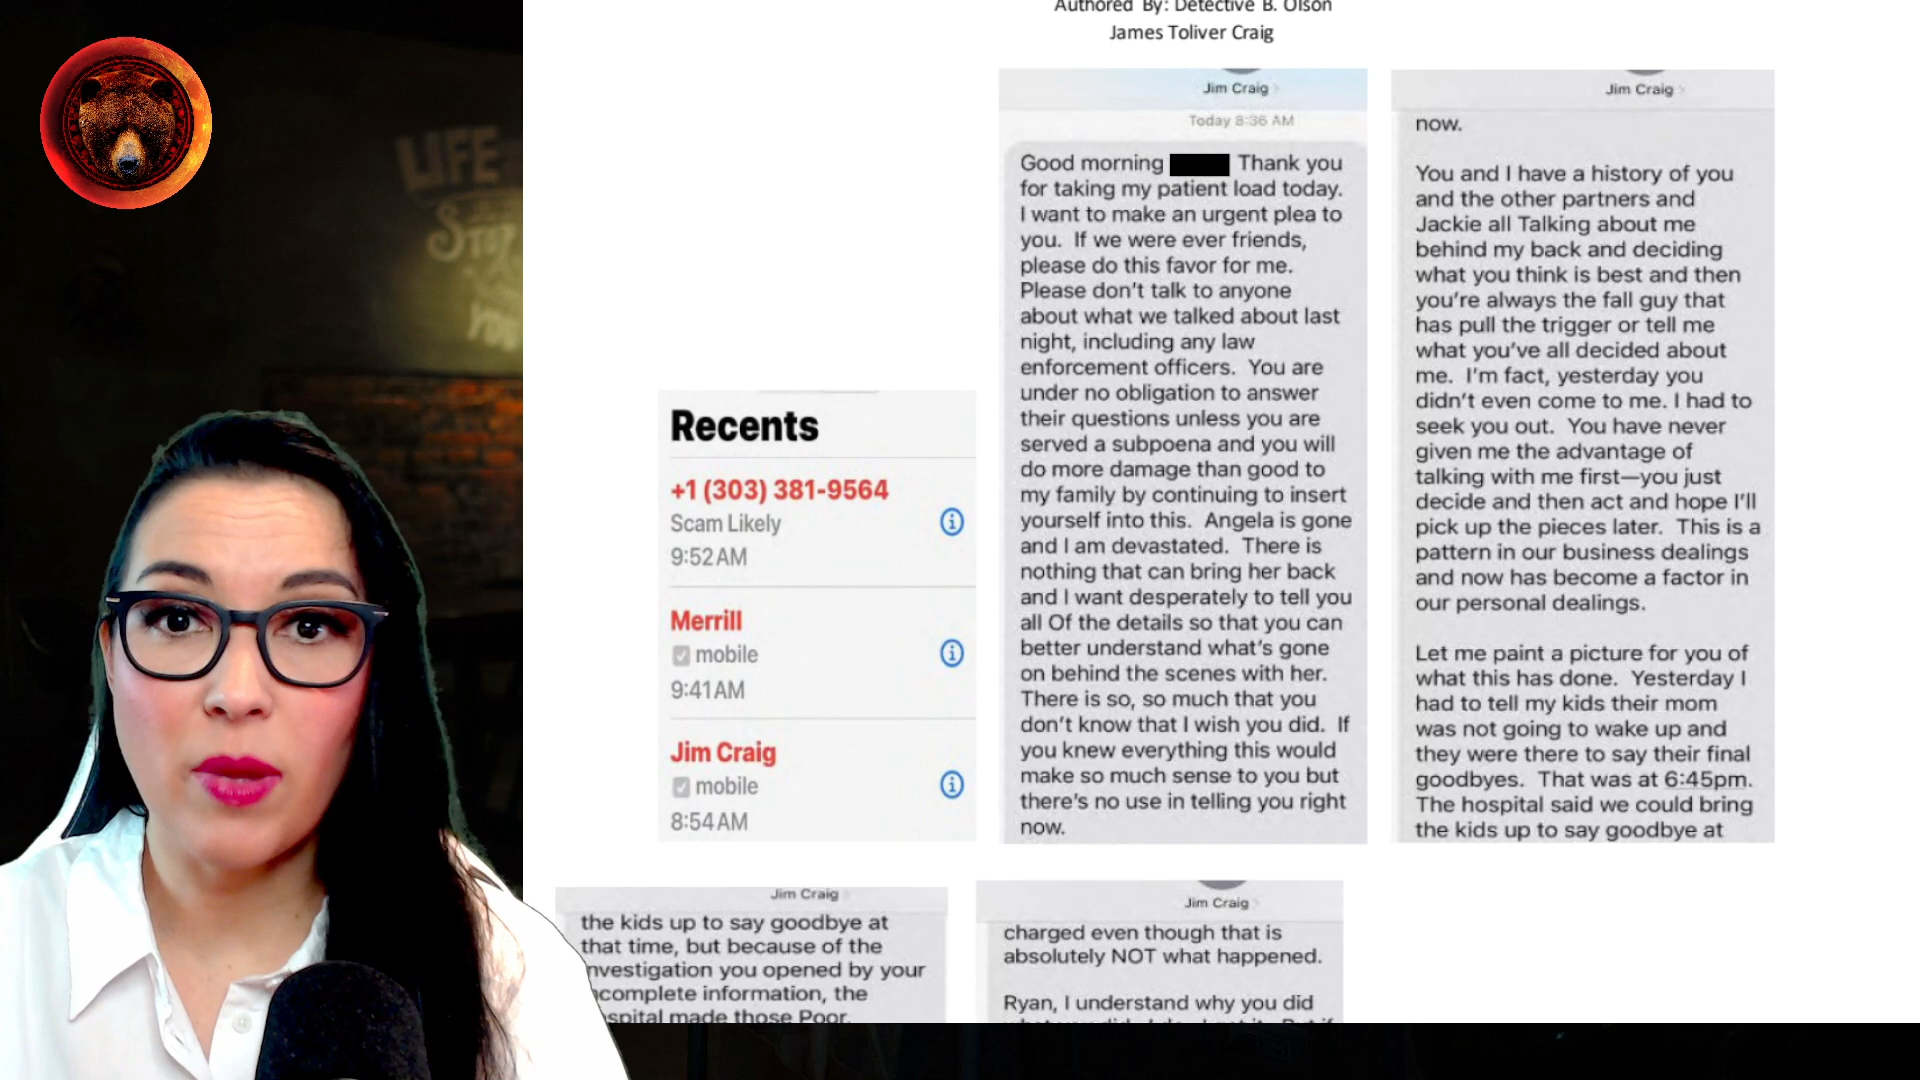 LIFE
Authored By: Detective B. Olson
James Toliver Craig
Recents
+1 (303) 381-9564
Scam Likely
9:52 AM
Merrill
mobile
9:41 AM
Jim Craig
mobile
8:54 AM
Jim Craig
Today 8:36 AM
Good morning Thank you
for taking my patient load today.
I want to make an urgent plea to
you. If we were ever friends,
please do this favor for me.
Please don't talk to anyone
about what we talked about last
night, including any law
enforcement officers. You are
under no obligation to answer
their questions unless you are
served a subpoena and you will
do more damage than good to
my family by continuing to insert
yourself into this. Angela is gone
and I am devastated. There is
nothing that can bring her back
and I want desperately to tell you
all Of the details so that you can
better understand what's gone
on behind the scenes with her.
There is so, so much that you
don't know that I wish you did. If
you knew everything this would
make so much sense to you but
there's no use in telling you right
now.
Jim Craig
now.
You and I have a history of you
and the other partners and
Jackie all Talking about me
behind my back and deciding
what you think is best and then
you're always the fall guy that
has pull the trigger or tell me
what you've all decided about
me. I'm fact, yesterday you
didn't even come to me. I had to
seek you out. You have never
given me the advantage of
talking with me first—you just
decide and then act and hope I'll
pick up the pieces later. This is a
pattern in our business dealings
and now has become a factor in
our personal dealings.
Let me paint a picture for you of
what this has done. Yesterday I
had to tell my kids their mom
was not going to wake up and
they were there to say their final
goodbyes. That was at 6:45pm.
The hospital said we could bring
the kids up to say goodbye at
Jim Craig
the kids up to say goodbye at
that time, but because of the
nvestigation you opened by your
ncomplete information, the
spital made those Poor,
Jim Craig
charged even though that is
absolutely NOT what happened.
Ryan, I understand why you did